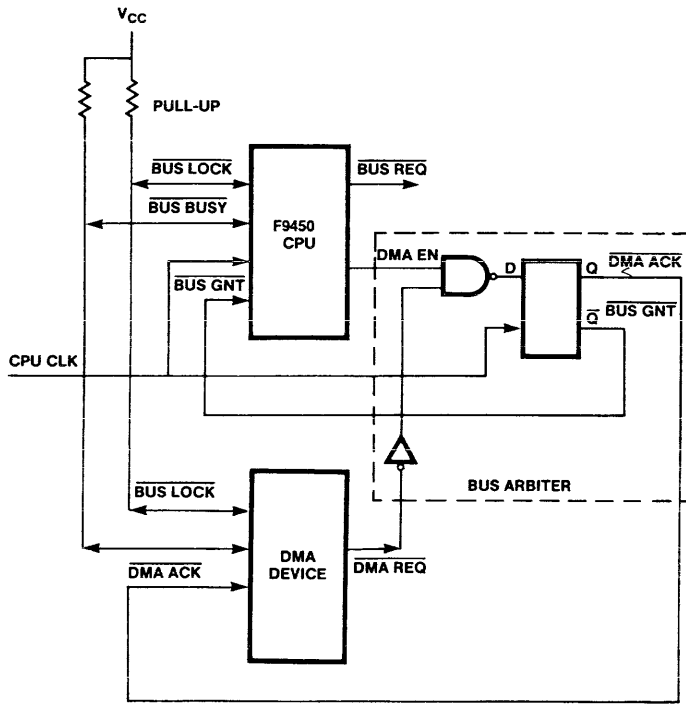 VCC
PULL-UP
BUS LOCK
BUS REQ
BUS BUSY
F9450
CPU
DMA EN
D
Q
DMA ACK
BUS GNT
Q
BUS GNT
CPU CLK
BUS ARBITER
BUS LOCK
DMA
DEVICE
DMA REQ
DMA ACK